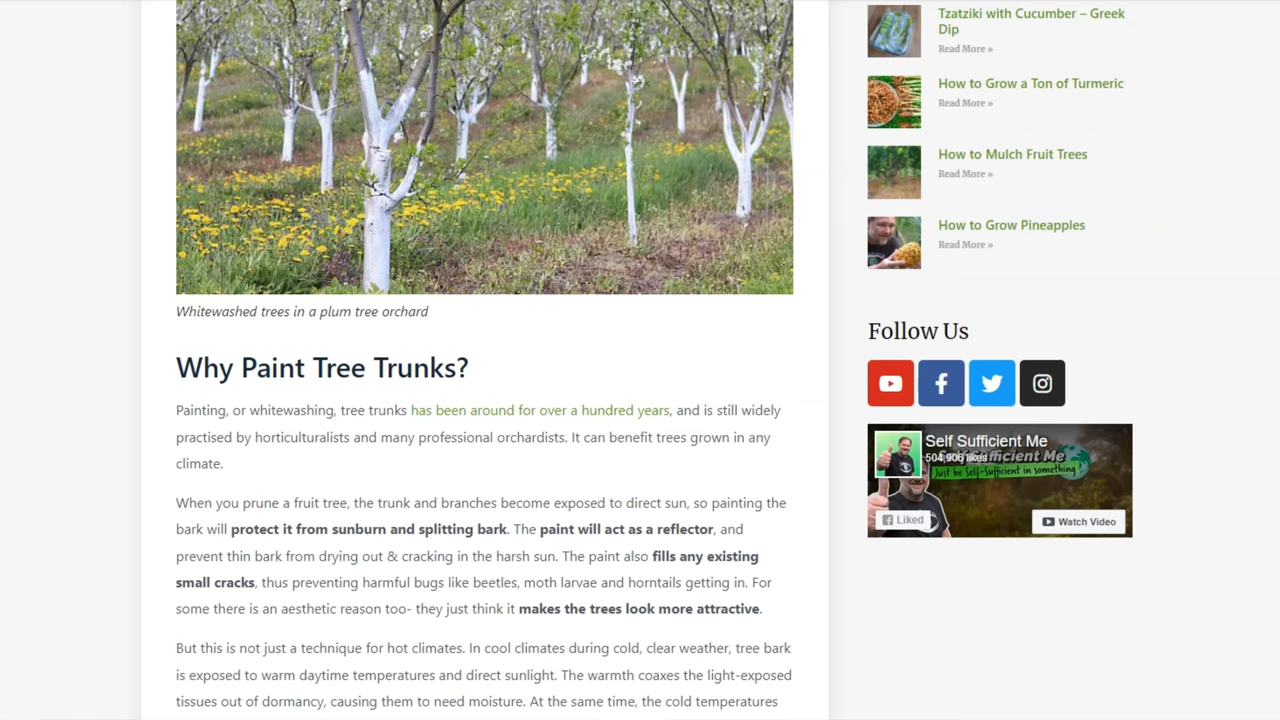 Whitewashed trees in a plum tree orchard
Why Paint Tree Trunks?
Painting, or whitewashing, tree trunks has been around for over a hundred years, and is still widely
practised by horticulturalists and many professional orchardists. It can benefit trees grown in any
climate.
When you prune a fruit tree, the trunk and branches become exposed to direct sun, so painting the
bark will protect it from sunburn and splitting bark. The paint will act as a reflector, and
prevent thin bark from drying out & cracking in the harsh sun. The paint also fills any existing
small cracks, thus preventing harmful bugs like beetles, moth larvae and horntails getting in. For
some there is an aesthetic reason too- they just think it makes the trees look more attractive.
But this is not just a technique for hot climates. In cool climates during cold, clear weather, tree bark
is exposed to warm daytime temperatures and direct sunlight. The warmth coaxes the light-exposed
tissues out of dormancy, causing them to need moisture. At the same time, the cold temperatures
Tzatziki with Cucumber – Greek
Dip
Read More »
How to Grow a Ton of Turmeric
Read More »
How to Mulch Fruit Trees
Read More »
How to Grow Pineapples
Read More »
Follow Us
Self Sufficient Me
504,906 likes
Self Sufficient Me
Just be Self-Sufficient in something
Liked
Watch Video